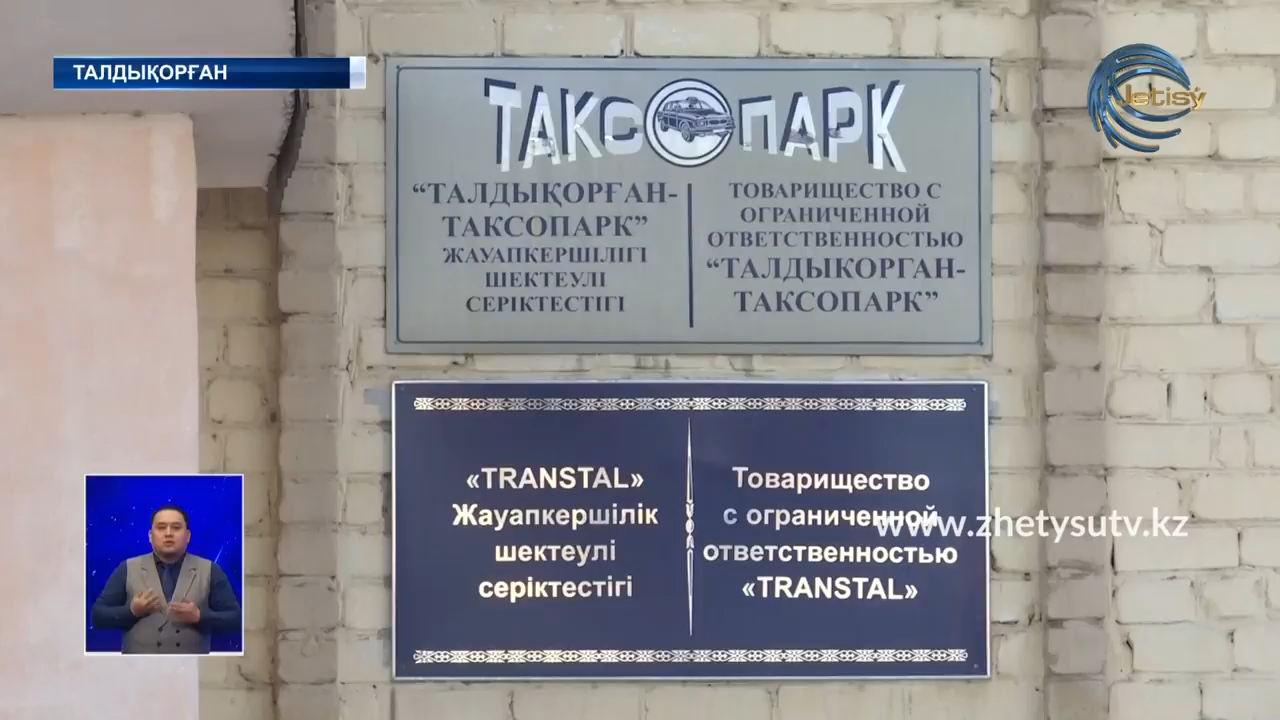 ТАЛДЫҚОРҒАН
Jetisý
ТАКСОПАРК
“ТАЛДЫҚОРҒАН-
ТАКСОПАРК”
ЖАУАПКЕРШІЛІГІ
ШЕКТЕУЛІ
СЕРІКТЕСТІГІ
ТОВАРИЩЕСТВО С
ОГРАНИЧЕННОЙ
ОТВЕТСТВЕННОСТЬЮ
“ТАЛДЫКОРГАН-
ТАКСОПАРК”
«TRANSTAL»
Жауапкершілік
шектеулі
серіктестігі
Товарищество
с ограниченной
ответственностью
«TRANSTAL»
www.zhetysutv.kz